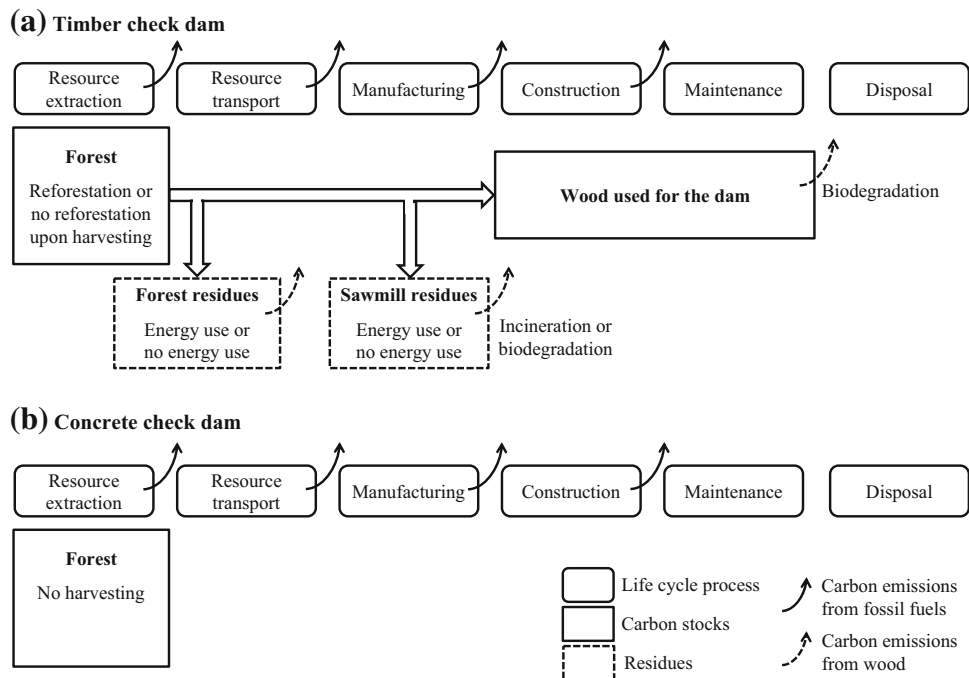 (a) Timber check dam
Resource
extraction
Resource
transport
Manufacturing
Construction
Maintenance
Disposal
Forest
Reforestation or
no reforestation
upon harvesting
Wood used for the dam
Biodegradation
Forest residues
Energy use or
no energy use
Sawmill residues
Energy use or
no energy use
Incineration or
biodegradation
(b) Concrete check dam
Resource
extraction
Resource
transport
Manufacturing
Construction
Maintenance
Disposal
Forest
No harvesting
Life cycle process
Carbon stocks
Residues
Carbon emissions
from fossil fuels
Carbon emissions
from wood